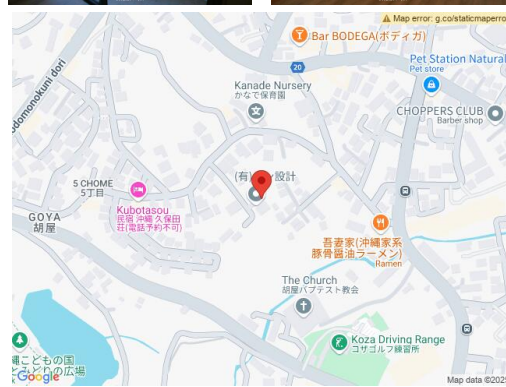 Map error: g.co/staticmaperro
Bar BODEGA(ボディガ)
20
Pet Station Natural
Pet store
Kanade Nursery
かなで保育園
CHOPPERS CLUB
Barber shop
odomonokuni dori
(有)
設計
5 CHOME
5丁目
Kubotasou
民宿 沖縄 久保田
荘(電話予約不可)
GOYA
胡屋
吾妻家(沖縄家系
豚骨醤油ラーメン)
Ramen
The Church
胡屋バプテスト教会
Koza Driving Range
コザゴルフ練習所
縄こどもの国
とみどりの広場
Google
Map data ©2025